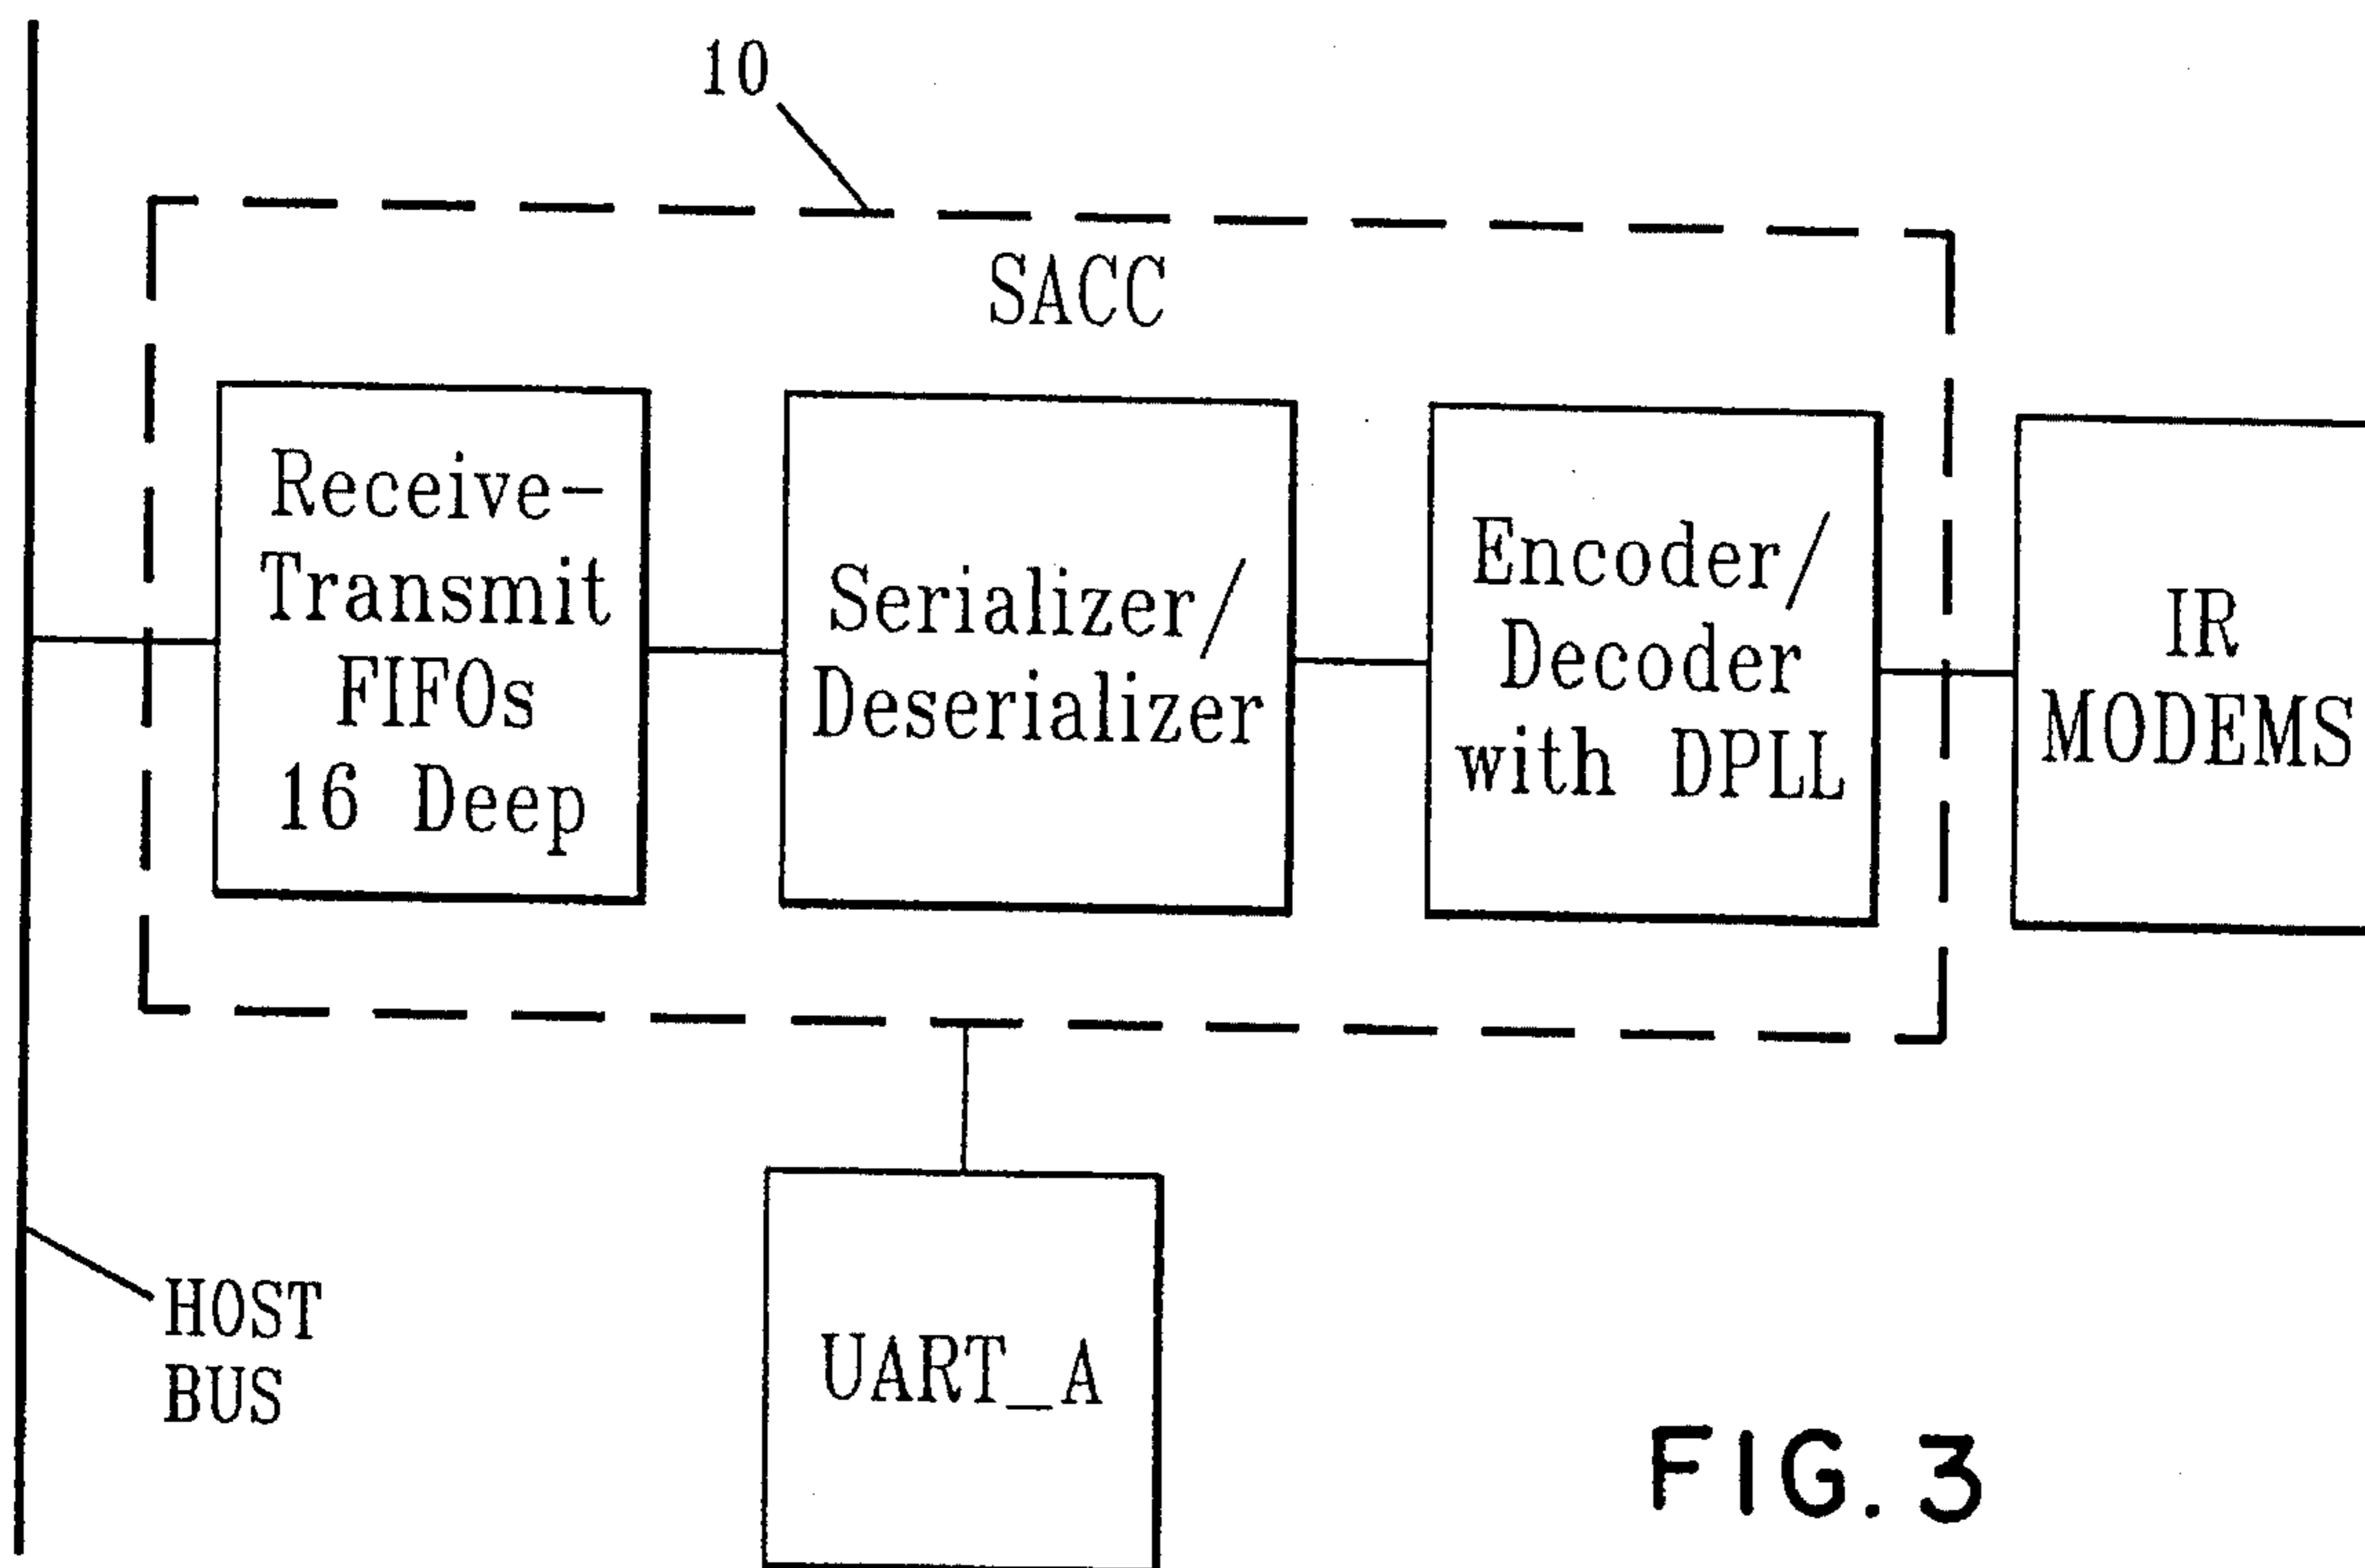 10
SACC
Receive-
Transmit
FIFOs
16 Deep
Serializer/
Deserializer
Encoder/
Decoder
with DPLL
IR
MODEMS
HOST
BUS
UART_A
FIG. 3